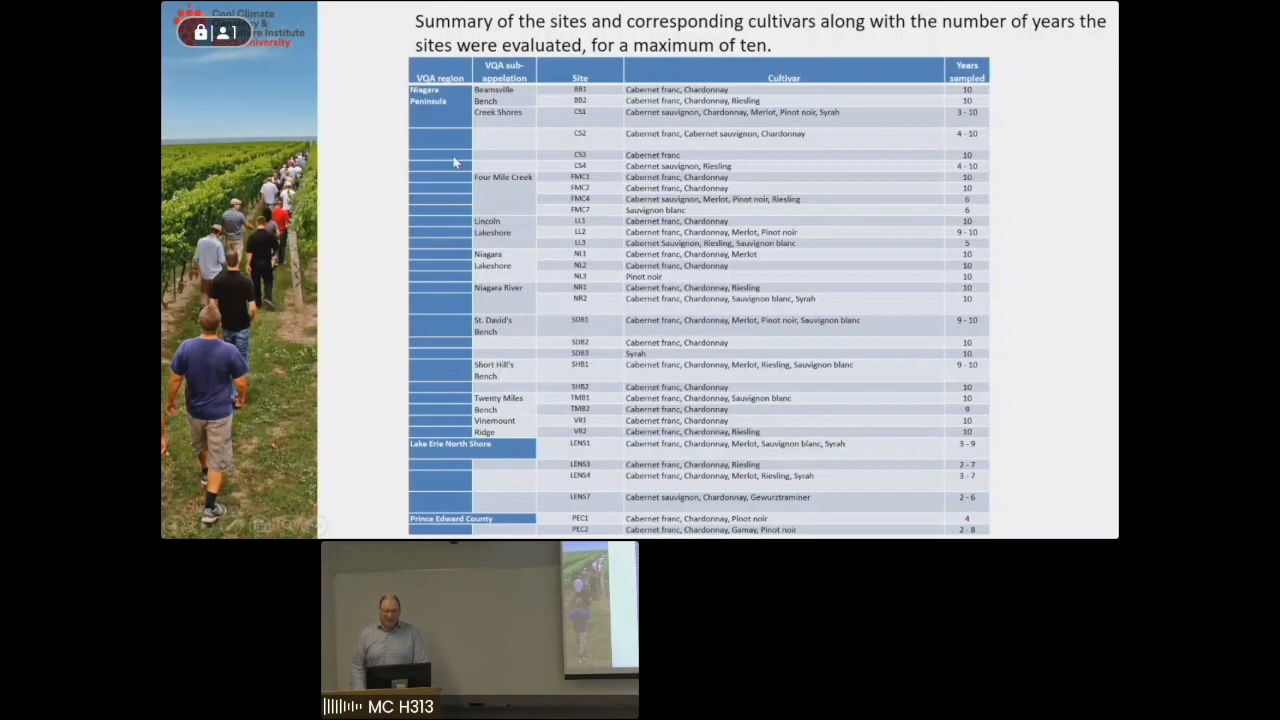 Cool Climate
Oenology &
Viticulture Institute
Brock University
1
Summary of the sites and corresponding cultivars along with the number of years the
sites were evaluated, for a maximum of ten.
VQA region VQA sub-appelation Site Cultivar Years sampled
Niagara Peninsula Beamsville Bench BB1 Cabernet franc, Chardonnay 10
BB2 Cabernet franc, Chardonnay, Riesling 10
Creek Shores CS1 Cabernet sauvignon, Chardonnay, Merlot, Pinot noir, Syrah 3 - 10
CS2 Cabernet franc, Cabernet sauvignon, Chardonnay 4 - 10
CS3 Cabernet franc 10
CS4 Cabernet sauvignon, Riesling 4 - 10
Four Mile Creek FMC1 Cabernet franc, Chardonnay 10
FMC2 Cabernet franc, Chardonnay 10
FMC4 Cabernet sauvignon, Merlot, Pinot noir, Riesling 6
FMC7 Sauvignon blanc 6
Lincoln Lakeshore LL1 Cabernet franc, Chardonnay 10
LL2 Cabernet franc, Chardonnay, Merlot, Pinot noir 9 - 10
LL3 Cabernet Sauvignon, Riesling, Sauvignon blanc 5
Niagara Lakeshore NL1 Cabernet franc, Chardonnay, Merlot 10
NL2 Cabernet franc, Chardonnay 10
NL3 Pinot noir 10
Niagara River NR1 Cabernet franc, Chardonnay, Riesling 10
NR2 Cabernet franc, Chardonnay, Sauvignon blanc, Syrah 10
St. David's Bench SDB1 Cabernet franc, Chardonnay, Merlot, Pinot noir, Sauvignon blanc 9 - 10
SDB2 Cabernet franc, Chardonnay 10
SDB3 Syrah 10
Short Hill's Bench SHB1 Cabernet franc, Chardonnay, Merlot, Riesling, Sauvignon blanc 9 - 10
SHB2 Cabernet franc, Chardonnay 10
Twenty Miles Bench TMB1 Cabernet franc, Chardonnay, Sauvignon blanc 10
TMB2 Cabernet franc, Chardonnay 9
Vinemount Ridge VR1 Cabernet franc, Chardonnay 10
VR2 Cabernet franc, Chardonnay, Riesling 10
Lake Erie North Shore LENS1 Cabernet franc, Chardonnay, Merlot, Sauvignon blanc, Syrah 3 - 9
LENS3 Cabernet franc, Chardonnay, Riesling 2 - 7
LENS4 Cabernet franc, Chardonnay, Merlot, Riesling, Syrah 3 - 7
LENS7 Cabernet sauvignon, Chardonnay, Gewurztraminer 2 - 6
Prince Edward County PEC1 Cabernet franc, Chardonnay, Pinot noir 4
PEC2 Cabernet franc, Chardonnay, Gamay, Pinot noir 2 - 8
MC H313